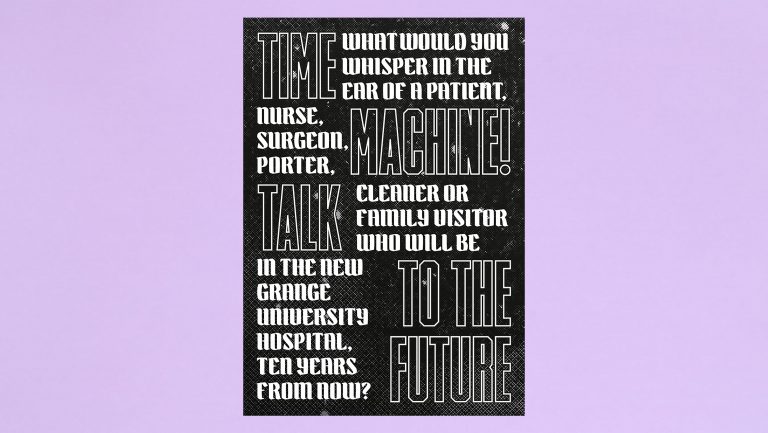 TIME
WHAT WOULD YOU
WHISPER IN THE
EAR OF A PATIENT,
NURSE,
SURGEON,
PORTER,
MACHINE!
TALK
CLEANER OR
FAMILY VISITOR
WHO WILL BE
IN THE NEW
GRANGE
UNIVERSITY
HOSPITAL,
TEN YEARS
FROM NOW?
TO THE
FUTURE